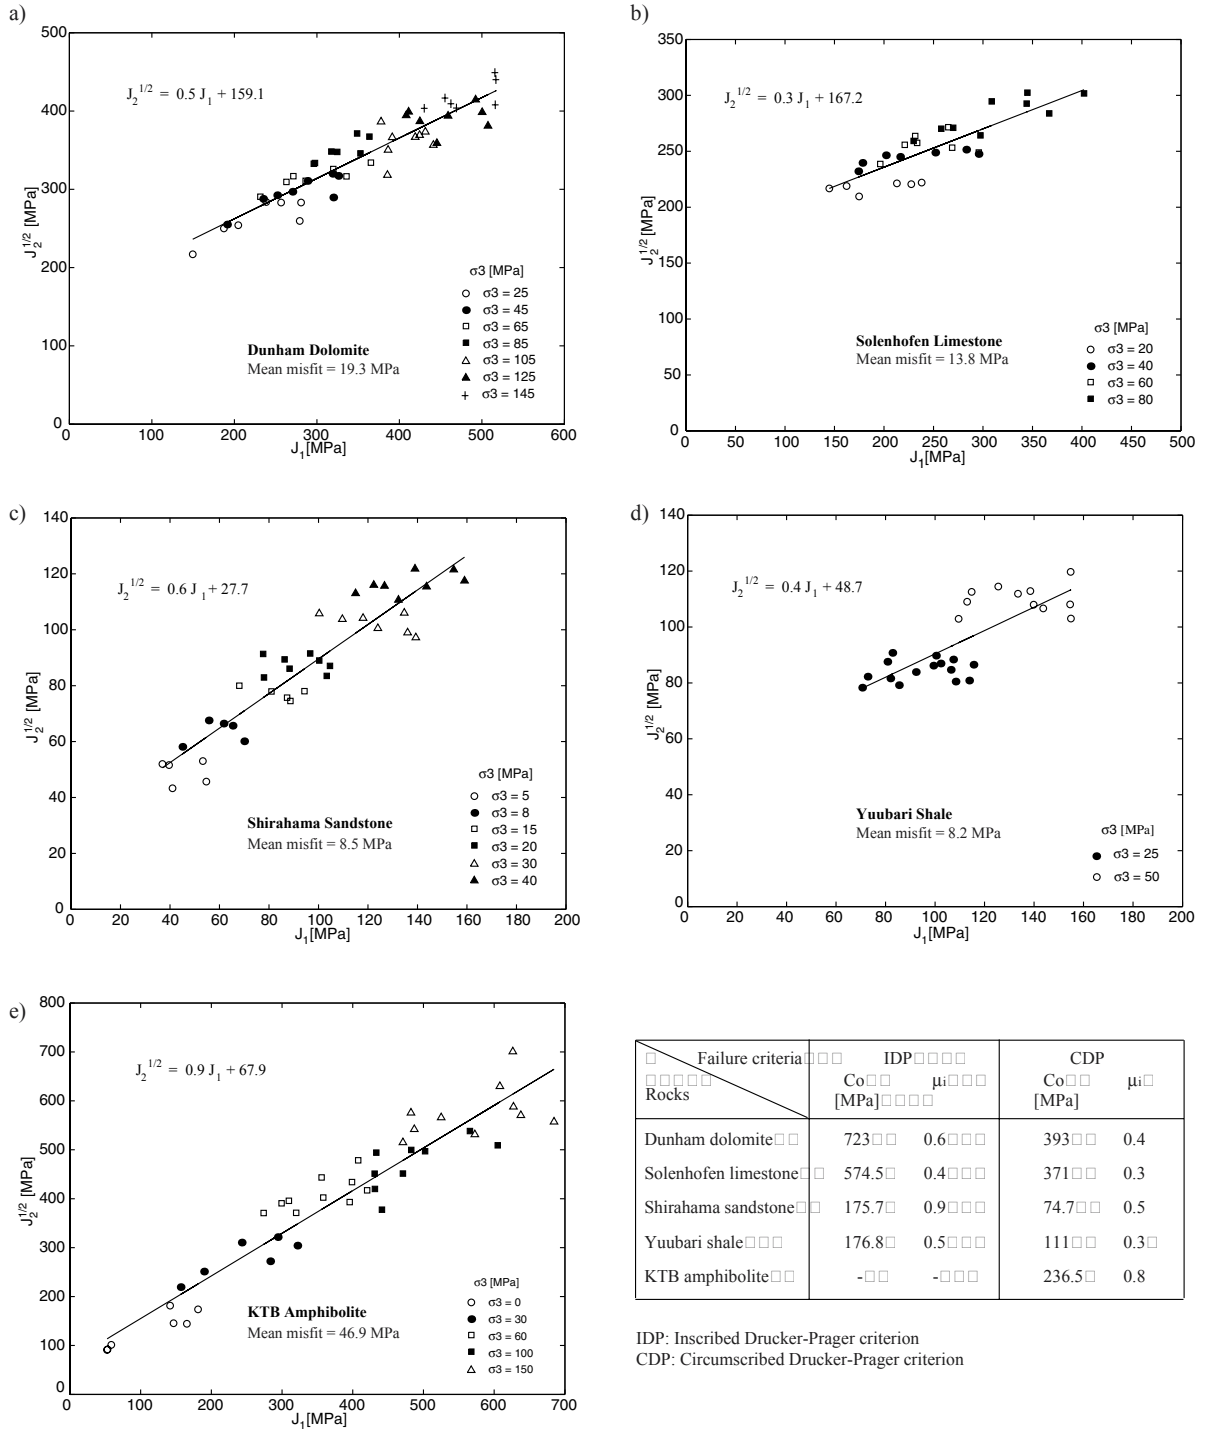 a)
500
400
300
200
100
0
J2^1/2 [MPa]
J2^1/2 = 0.5 J1 + 159.1
σ3 [MPa]
σ3 = 25
σ3 = 45
σ3 = 65
σ3 = 85
σ3 = 105
σ3 = 125
σ3 = 145
Dunham Dolomite
Mean misfit = 19.3 MPa
0 100 200 300 400 500 600
J1[MPa]
b)
350
300
250
200
150
100
50
0
J2^1/2 [MPa]
J2^1/2 = 0.3 J1 + 167.2
Solenhofen Limestone
Mean misfit = 13.8 MPa
σ3 [MPa]
σ3 = 20
σ3 = 40
σ3 = 60
σ3 = 80
0 50 100 150 200 250 300 350 400 450 500
J1[MPa]
c)
140
120
100
80
60
40
20
0
J2^1/2 [MPa]
J2^1/2 = 0.6 J1 + 27.7
σ3 [MPa]
σ3 = 5
σ3 = 8
σ3 = 15
σ3 = 20
σ3 = 30
σ3 = 40
Shirahama Sandstone
Mean misfit = 8.5 MPa
0 20 40 60 80 100 120 140 160 180 200
J1[MPa]
d)
140
120
100
80
60
40
20
0
J2^1/2 [MPa]
J2^1/2 = 0.4 J1 + 48.7
Yuubari Shale
Mean misfit = 8.2 MPa
σ3 [MPa]
σ3 = 25
σ3 = 50
0 20 40 60 80 100 120 140 160 180 200
J1[MPa]
e)
800
700
600
500
400
300
200
100
0
J2^1/2 [MPa]
J2^1/2 = 0.9 J1 + 67.9
σ3 [MPa]
σ3 = 0
σ3 = 30
σ3 = 60
σ3 = 100
σ3 = 150
KTB Amphibolite
Mean misfit = 46.9 MPa
0 100 200 300 400 500 600 700
J1[MPa]
Failure criteria IDP CDP
Rocks Co [MPa] μi Co [MPa] μi
Dunham dolomite 723 0.6 393 0.4
Solenhofen limestone 574.5 0.4 371 0.3
Shirahama sandstone 175.7 0.9 74.7 0.5
Yuubari shale 176.8 0.5 111 0.3
KTB amphibolite - - 236.5 0.8
IDP: Inscribed Drucker-Prager criterion
CDP: Circumscribed Drucker-Prager criterion